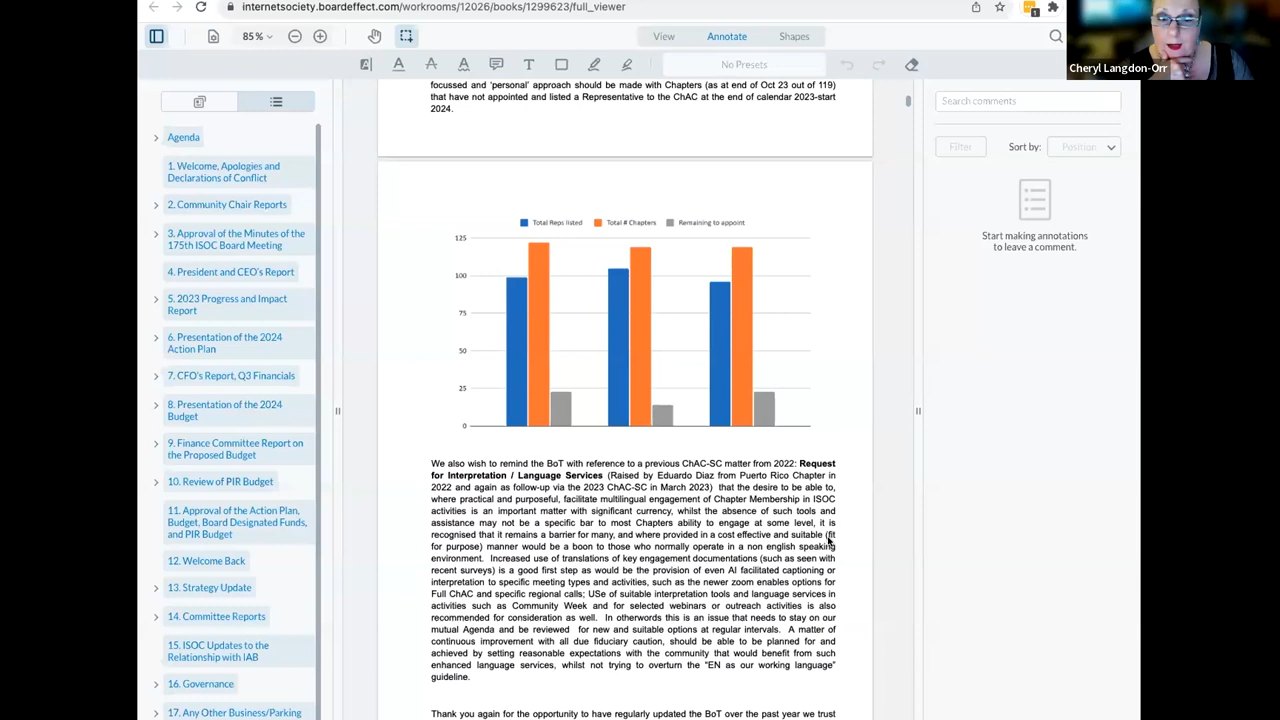 internetsociety.boardeffect.com/workrooms/12026/books/1299623/full_viewer
1
Cheryl Langdon-Orr
85 %
View
Annotate
Shapes
No Presets
Agenda
1. Welcome, Apologies and
Declarations of Conflict
2. Community Chair Reports
3. Approval of the Minutes of the
175th ISOC Board Meeting
4. President and CEO's Report
5. 2023 Progress and Impact
Report
6. Presentation of the 2024
Action Plan
7. CFO's Report, Q3 Financials
8. Presentation of the 2024
Budget
9. Finance Committee Report on
the Proposed Budget
10. Review of PIR Budget
11. Approval of the Action Plan,
Budget, Board Designated Funds,
and PIR Budget
12. Welcome Back
13. Strategy Update
14. Committee Reports
15. ISOC Updates to the
Relationship with IAB
16. Governance
17. Any Other Business/Parking
focussed and 'personal' approach should be made with Chapters (as at end of Oct 23 out of 119)
that have not appointed and listed a Representative to the ChAC at the end of calendar 2023-start
2024.
Total Reps listed
Total # Chapters
Remaining to appoint
125
100
75
50
25
0
We also wish to remind the BoT with reference to a previous ChAC-SC matter from 2022: Request
for Interpretation / Language Services (Raised by Eduardo Diaz from Puerto Rico Chapter in
2022 and again as follow-up via the 2023 ChAC-SC in March 2023) that the desire to be able to,
where practical and purposeful, facilitate multilingual engagement of Chapter Membership in ISOC
activities is an important matter with significant currency, whilst the absence of such tools and
assistance may not be a specific bar to most Chapters ability to engage at some level, it is
recognised that it remains a barrier for many, and where provided in a cost effective and suitable (fit
for purpose) manner would be a boon to those who normally operate in a non english speaking
environment. Increased use of translations of key engagement documentations (such as seen with
recent surveys) is a good first step as would be the provision of even AI facilitated captioning or
interpretation to specific meeting types and activities, such as the newer zoom enables options for
Full ChAC and specific regional calls; USe of suitable interpretation tools and language services in
activities such as Community Week and for selected webinars or outreach activities is also
recommended for consideration as well. In otherwords this is an issue that needs to stay on our
mutual Agenda and be reviewed for new and suitable options at regular intervals. A matter of
continuous improvement with all due fiduciary caution, should be able to be planned for and
achieved by setting reasonable expectations with the community that would benefit from such
enhanced language services, whilst not trying to overturn the "EN as our working language"
guideline.
Thank you again for the opportunity to have regularly updated the BoT over the past year we trust
Search comments
Filter
Sort by:
Position
Start making annotations
to leave a comment.